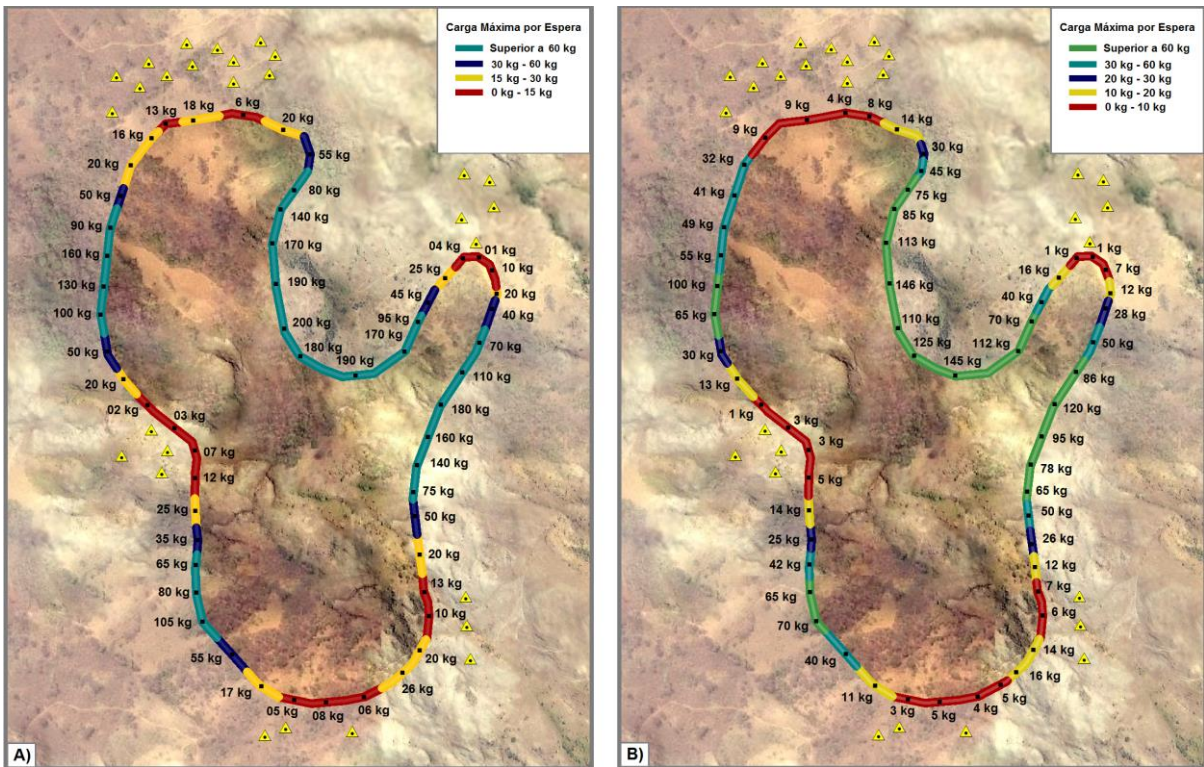 Carga Máxima por Espera
Superior a 60 kg
30 kg - 60 kg
15 kg - 30 kg
0 kg - 15 kg
6 kg
18 kg
13 kg
20 kg
16 kg
55 kg
20 kg
80 kg
50 kg
140 kg
90 kg
170 kg
04 kg
01 kg
160 kg
10 kg
25 kg
190 kg
130 kg
45 kg
20 kg
100 kg
95 kg
40 kg
200 kg
170 kg
70 kg
50 kg
180 kg
190 kg
110 kg
20 kg
02 kg
180 kg
03 kg
160 kg
07 kg
140 kg
12 kg
75 kg
25 kg
50 kg
35 kg
20 kg
65 kg
13 kg
80 kg
10 kg
105 kg
20 kg
55 kg
26 kg
17 kg
05 kg
08 kg
06 kg
A)
Carga Máxima por Espera
Superior a 60 kg
30 kg - 60 kg
20 kg - 30 kg
10 kg - 20 kg
0 kg - 10 kg
4 kg
9 kg
8 kg
14 kg
9 kg
30 kg
32 kg
45 kg
75 kg
41 kg
85 kg
49 kg
113 kg
1 kg
1 kg
55 kg
7 kg
16 kg
146 kg
100 kg
12 kg
40 kg
28 kg
65 kg
110 kg
70 kg
50 kg
125 kg
112 kg
30 kg
145 kg
86 kg
13 kg
120 kg
1 kg
3 kg
95 kg
3 kg
78 kg
5 kg
65 kg
14 kg
50 kg
25 kg
26 kg
42 kg
12 kg
7 kg
65 kg
6 kg
70 kg
14 kg
40 kg
16 kg
11 kg
5 kg
3 kg
5 kg
4 kg
B)